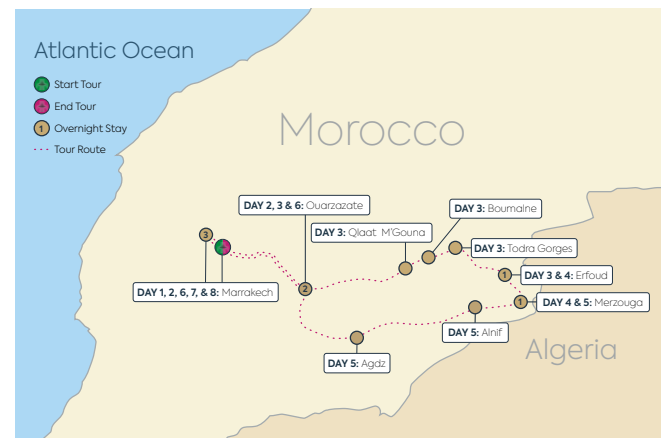 Atlantic Ocean
Start Tour
End Tour
1 Overnight Stay
Tour Route
Morocco
DAY 2, 3 & 6: Ouarzazate
DAY 3: Boumaine
DAY 3: Qlaat M'Gouna
3
DAY 3: Todra Gorges
1 DAY 3 & 4: Erfoud
2
DAY 1, 2, 6, 7, & 8: Marrakech
1 DAY 4 & 5: Merzouga
DAY 5: Alnif
Algeria
DAY 5: Agdz